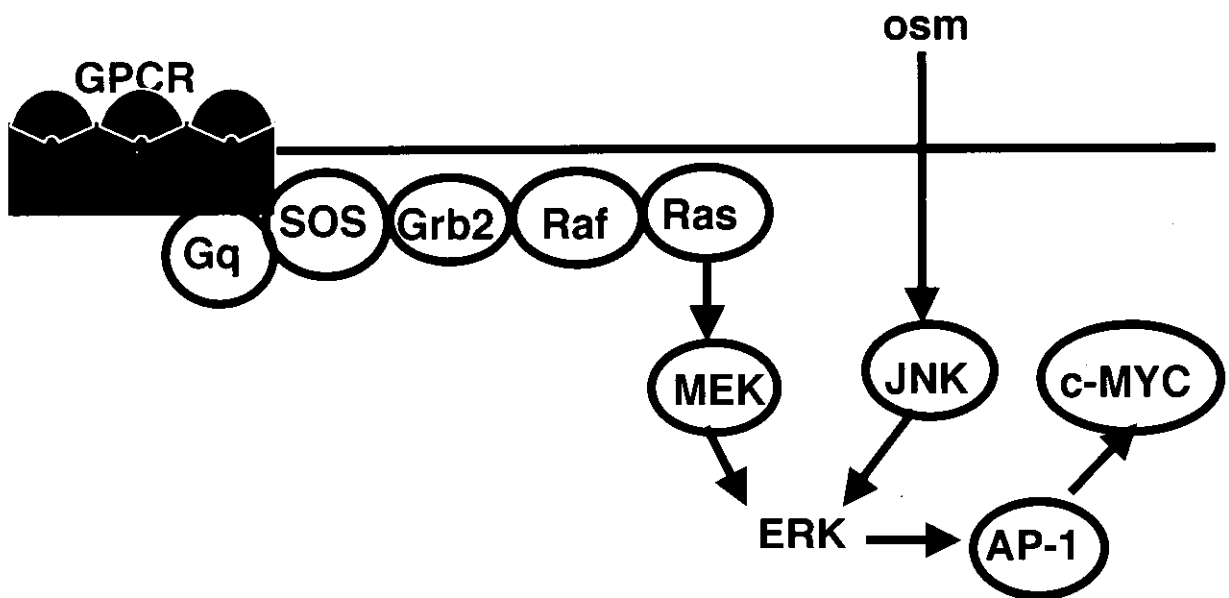 osm
GPCR
SOS
Grb2
Raf
Ras
Gq
MEK
JNK
c-MYC
ERK
AP-1